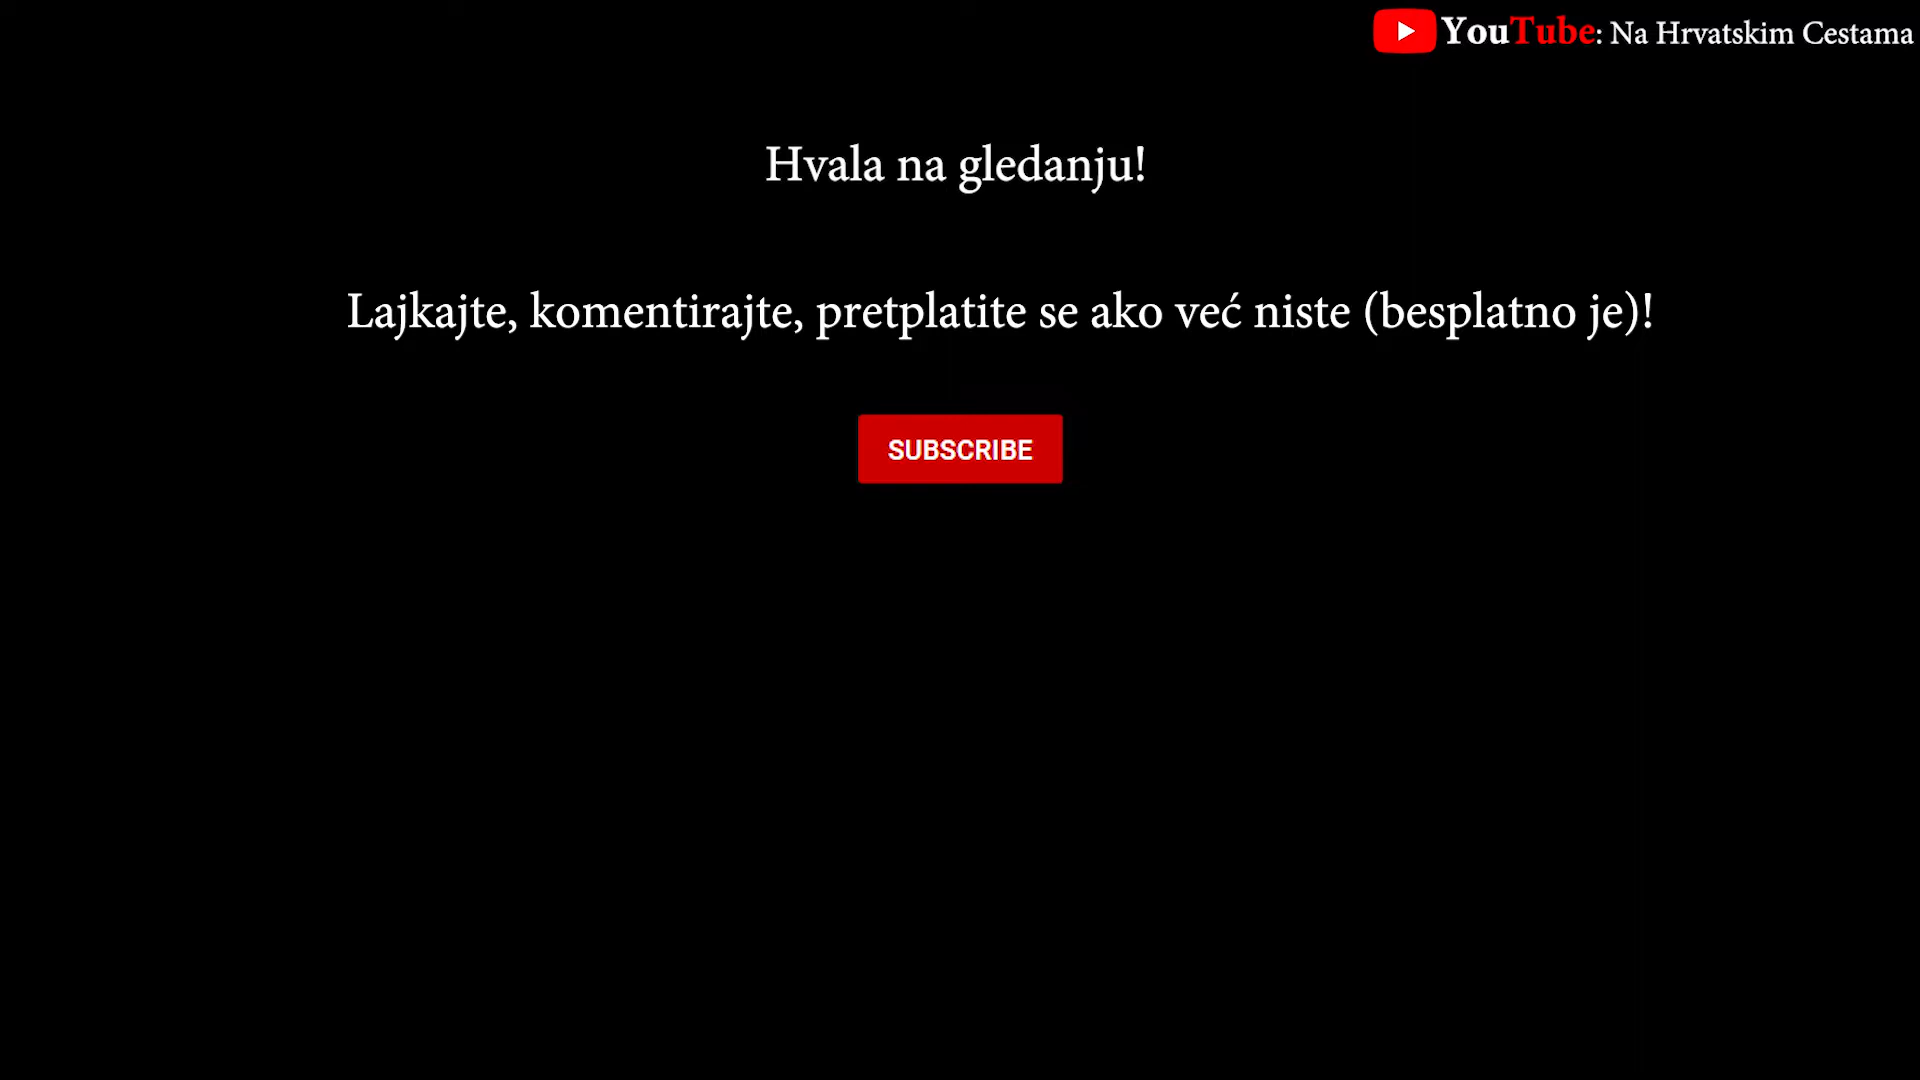 YouTube: Na Hrvatskim Cestama
Hvala na gledanju!
Lajkajte, komentirajte, pretplatite se ako već niste (besplatno je)!
SUBSCRIBE